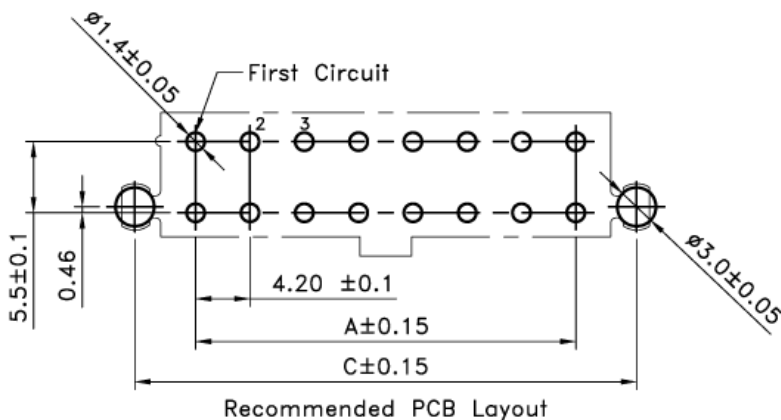 ø1.4±0.05
First Circuit
2
3
5.5±0.1
0.46
4.20 ±0.1
ø3.0±0.05
A±0.15
C±0.15
Recommended PCB Layout